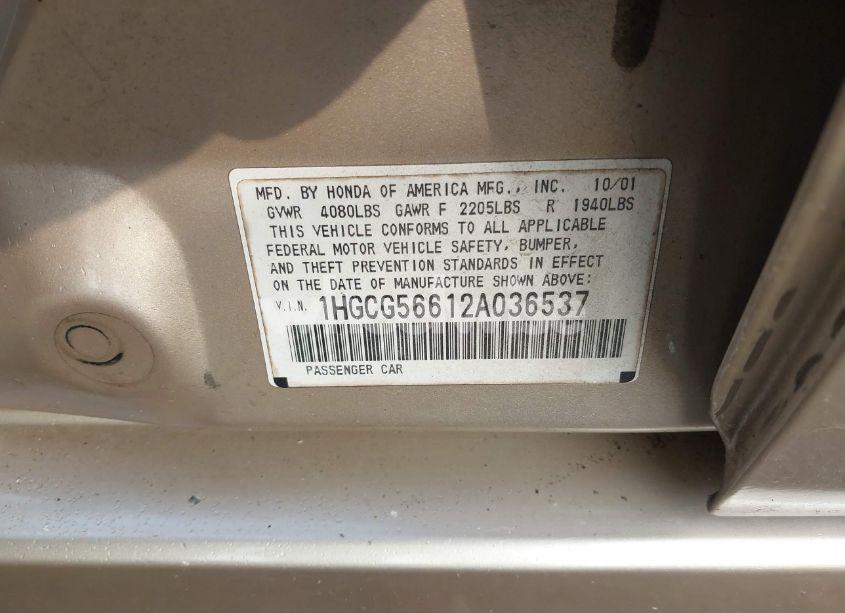 MFD. BY HONDA OF AMERICA MFG., INC. 10/01
GVWR 4080LBS GAWR F 2205LBS R 1940LBS
THIS VEHICLE CONFORMS TO ALL APPLICABLE
FEDERAL MOTOR VEHICLE SAFETY, BUMPER,
AND THEFT PREVENTION STANDARDS IN EFFECT
ON THE DATE OF MANUFACTURE SHOWN ABOVE:
V.I.N. 1HGCG56612A036537
PASSENGER CAR